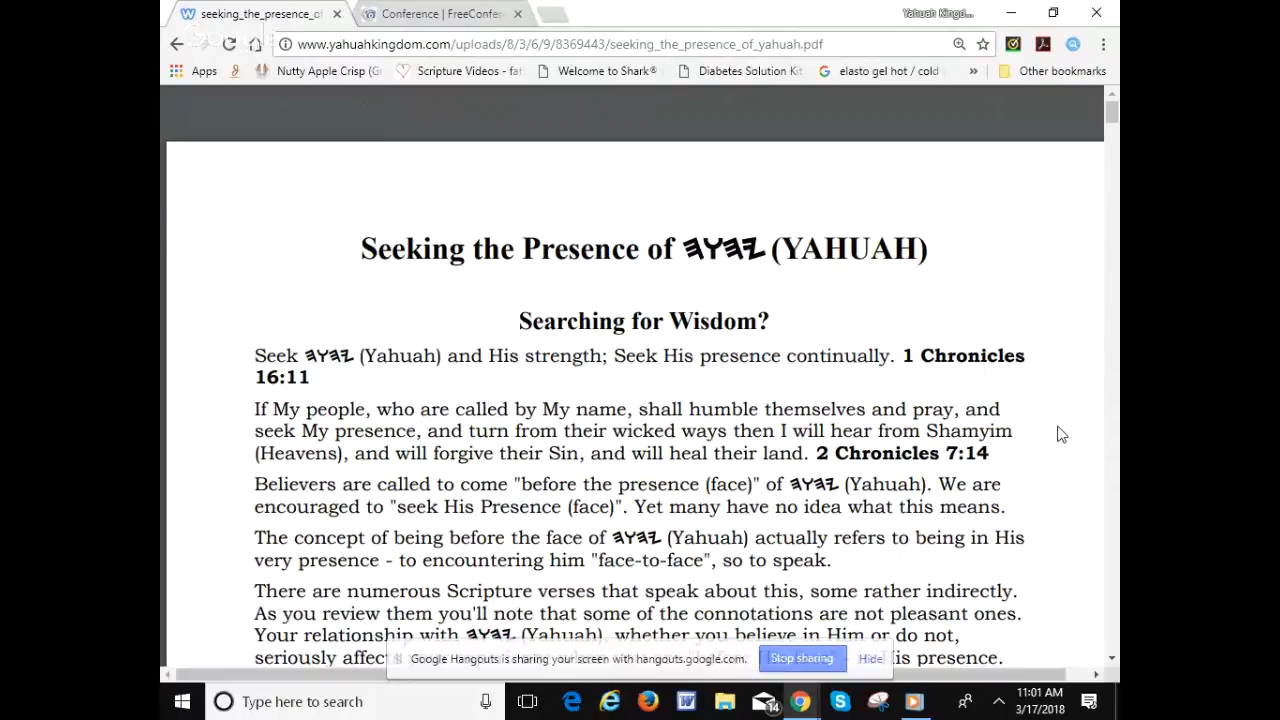 seeking_the_presence_of
Conference | FreeConfer
Yahuah Kingd...
www.yahuahkingdom.com/uploads/8/3/6/9/8369443/seeking_the_presence_of_yahuah.pdf
Apps
Nutty Apple Crisp (Gr
Scripture Videos - fat
Welcome to Shark®
Diabetes Solution Kit
elasto gel hot / cold
»
Other bookmarks
Seeking the Presence of 𐤉𐤄𐤅𐤄 (YAHUAH)
Searching for Wisdom?
Seek 𐤉𐤄𐤅𐤄 (Yahuah) and His strength; Seek His presence continually. 1 Chronicles
16:11
If My people, who are called by My name, shall humble themselves and pray, and
seek My presence, and turn from their wicked ways then I will hear from Shamyim
(Heavens), and will forgive their Sin, and will heal their land. 2 Chronicles 7:14
Believers are called to come "before the presence (face)" of 𐤉𐤄𐤅𐤄 (Yahuah). We are
encouraged to "seek His Presence (face)". Yet many have no idea what this means.
The concept of being before the face of 𐤉𐤄𐤅𐤄 (Yahuah) actually refers to being in His
very presence - to encountering him "face-to-face", so to speak.
There are numerous Scripture verses that speak about this, some rather indirectly.
As you review them you'll note that some of the connotations are not pleasant ones.
Your relationship with 𐤉𐤄𐤅𐤄 (Yahuah), whether you believe in Him or do not,
seriously affect
is presence.
Google Hangouts is sharing your screen with hangouts.google.com.
Stop sharing
Hide
Type here to search
14
11:01 AM
3/17/2018